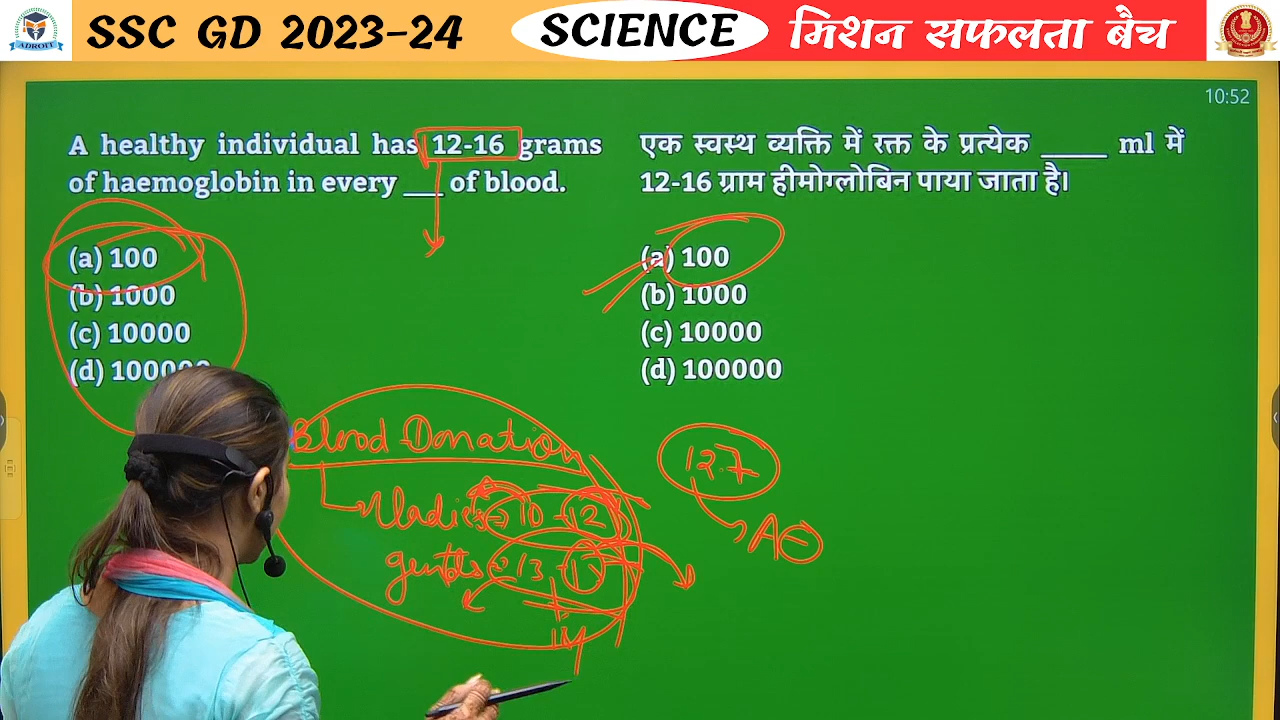 SSC GD 2023-24
SCIENCE
मिशन सफलता बैच
ADROIT
10:52
A healthy individual has 12-16 grams
of haemoglobin in every ___ of blood.
(a) 100
(b) 1000
(c) 10000
(d) 100000
एक स्वस्थ व्यक्ति में रक्त के प्रत्येक _____ ml में
12-16 ग्राम हीमोग्लोबिन पाया जाता है।
(a) 100
(b) 1000
(c) 10000
(d) 100000
Blood Donation
ladies 10-12
gents 13
14
12.7